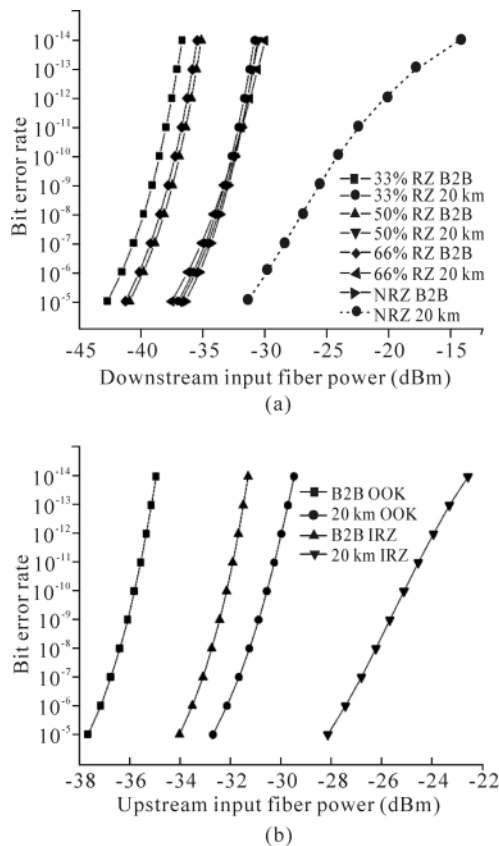 (a)
Bit error rate
10-14
10-13
10-12
10-11
10-10
10-9
10-8
10-7
10-6
10-5
33% RZ B2B
33% RZ 20 km
50% RZ B2B
50% RZ 20 km
66% RZ B2B
66% RZ 20 km
NRZ B2B
NRZ 20 km
-45 -40 -35 -30 -25 -20 -15
Downstream input fiber power (dBm)
(a)
Bit error rate
10-14
10-13
10-12
10-11
10-10
10-9
10-8
10-7
10-6
10-5
B2B OOK
20 km OOK
B2B IRZ
20 km IRZ
-38 -36 -34 -32 -30 -28 -26 -24 -22
Upstream input fiber power (dBm)
(b)